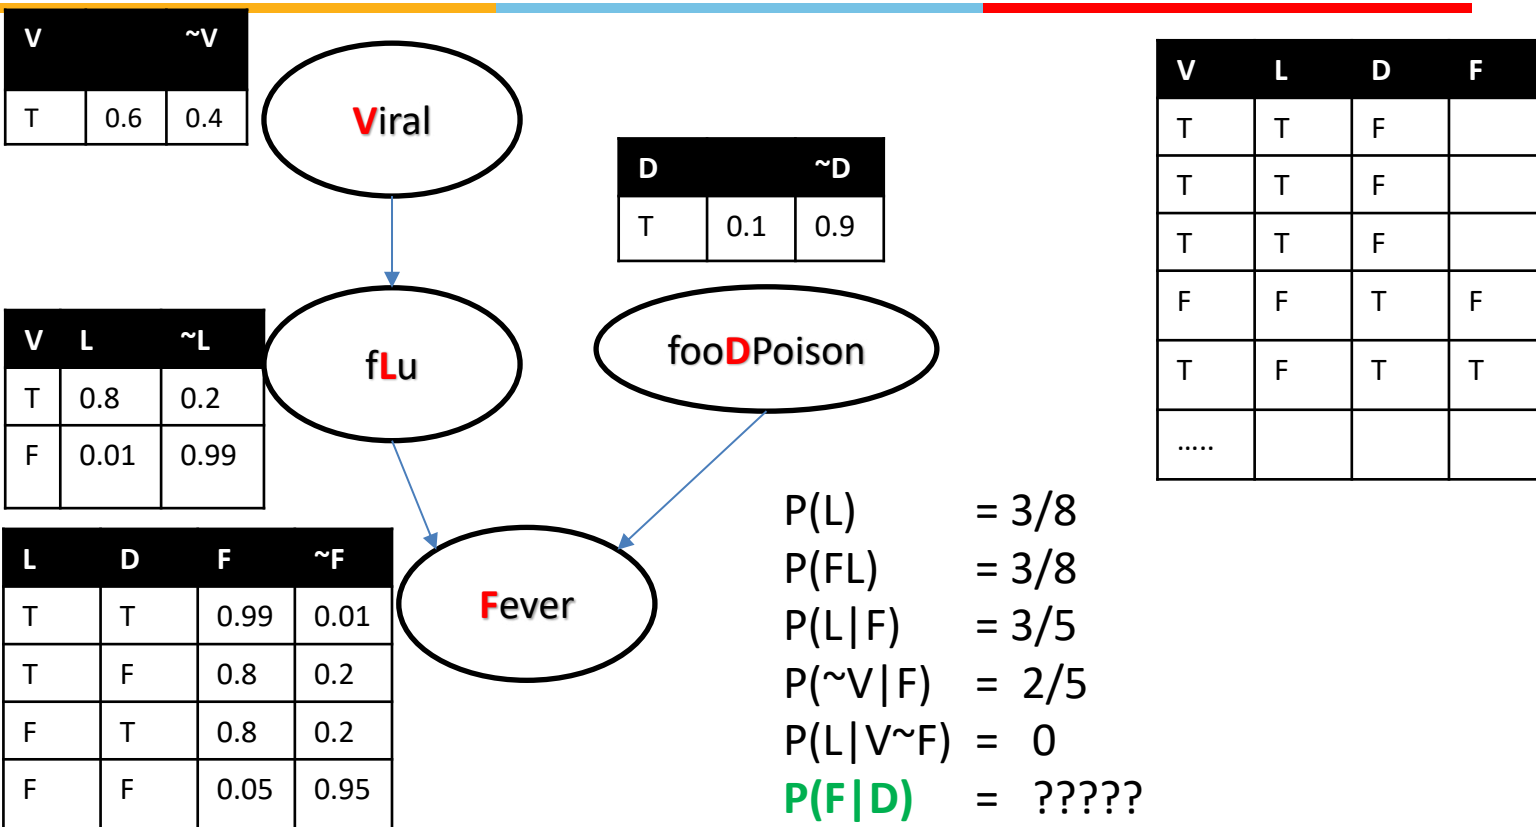 V ~V
T 0.6 0.4
Viral
D ~D
T 0.1 0.9
V L ~L
T 0.8 0.2
F 0.01 0.99
fLu
fooDPoison
L D F ~F
T T 0.99 0.01
T F 0.8 0.2
F T 0.8 0.2
F F 0.05 0.95
Fever
V L D F
T T F
T T F
T T F
F F T F
T F T T
.....
P(L) = 3/8
P(FL) = 3/8
P(L|F) = 3/5
P(~V|F) = 2/5
P(L|V~F) = 0
P(F|D) = ?????